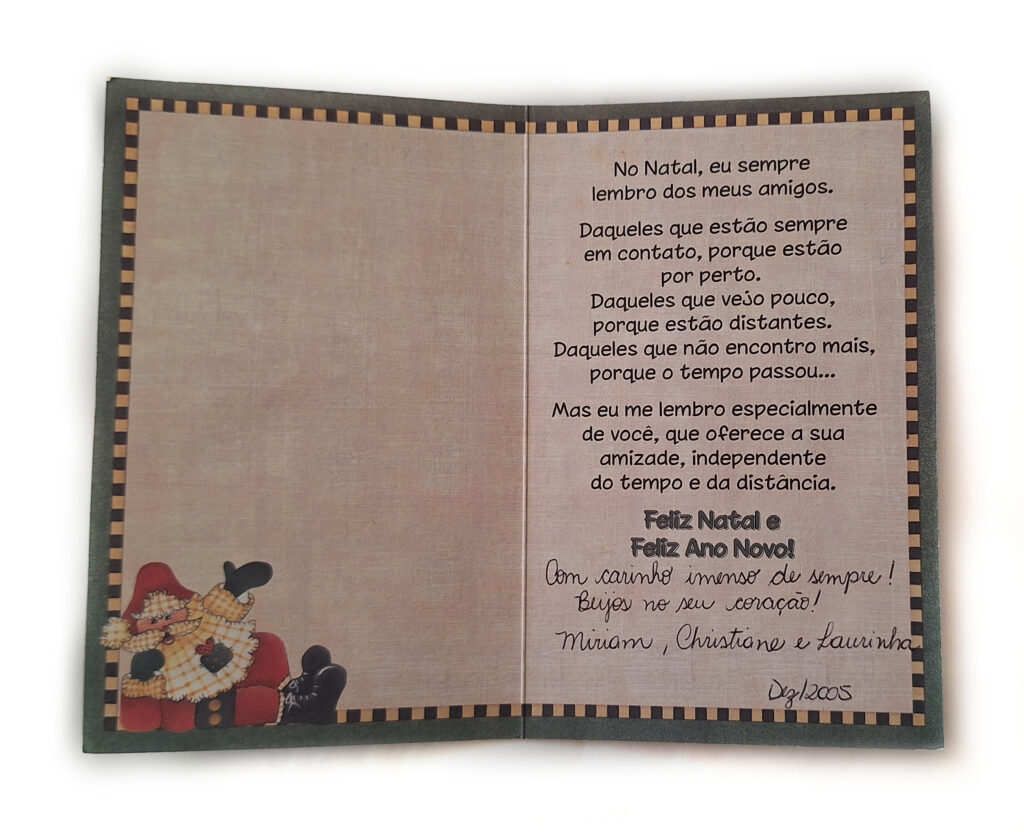 No Natal, eu sempre
lembro dos meus amigos.
Daqueles que estão sempre
em contato, porque estão
por perto.
Daqueles que vejo pouco,
porque estão distantes.
Daqueles que não encontro mais,
porque o tempo passou...
Mas eu me lembro especialmente
de você, que oferece a sua
amizade, independente
do tempo e da distância.
Feliz Natal e
Feliz Ano Novo!
Com carinho imenso de sempre!
Beijos no seu coração!
Miriam, Christiane e Laurinha
Dez/2005